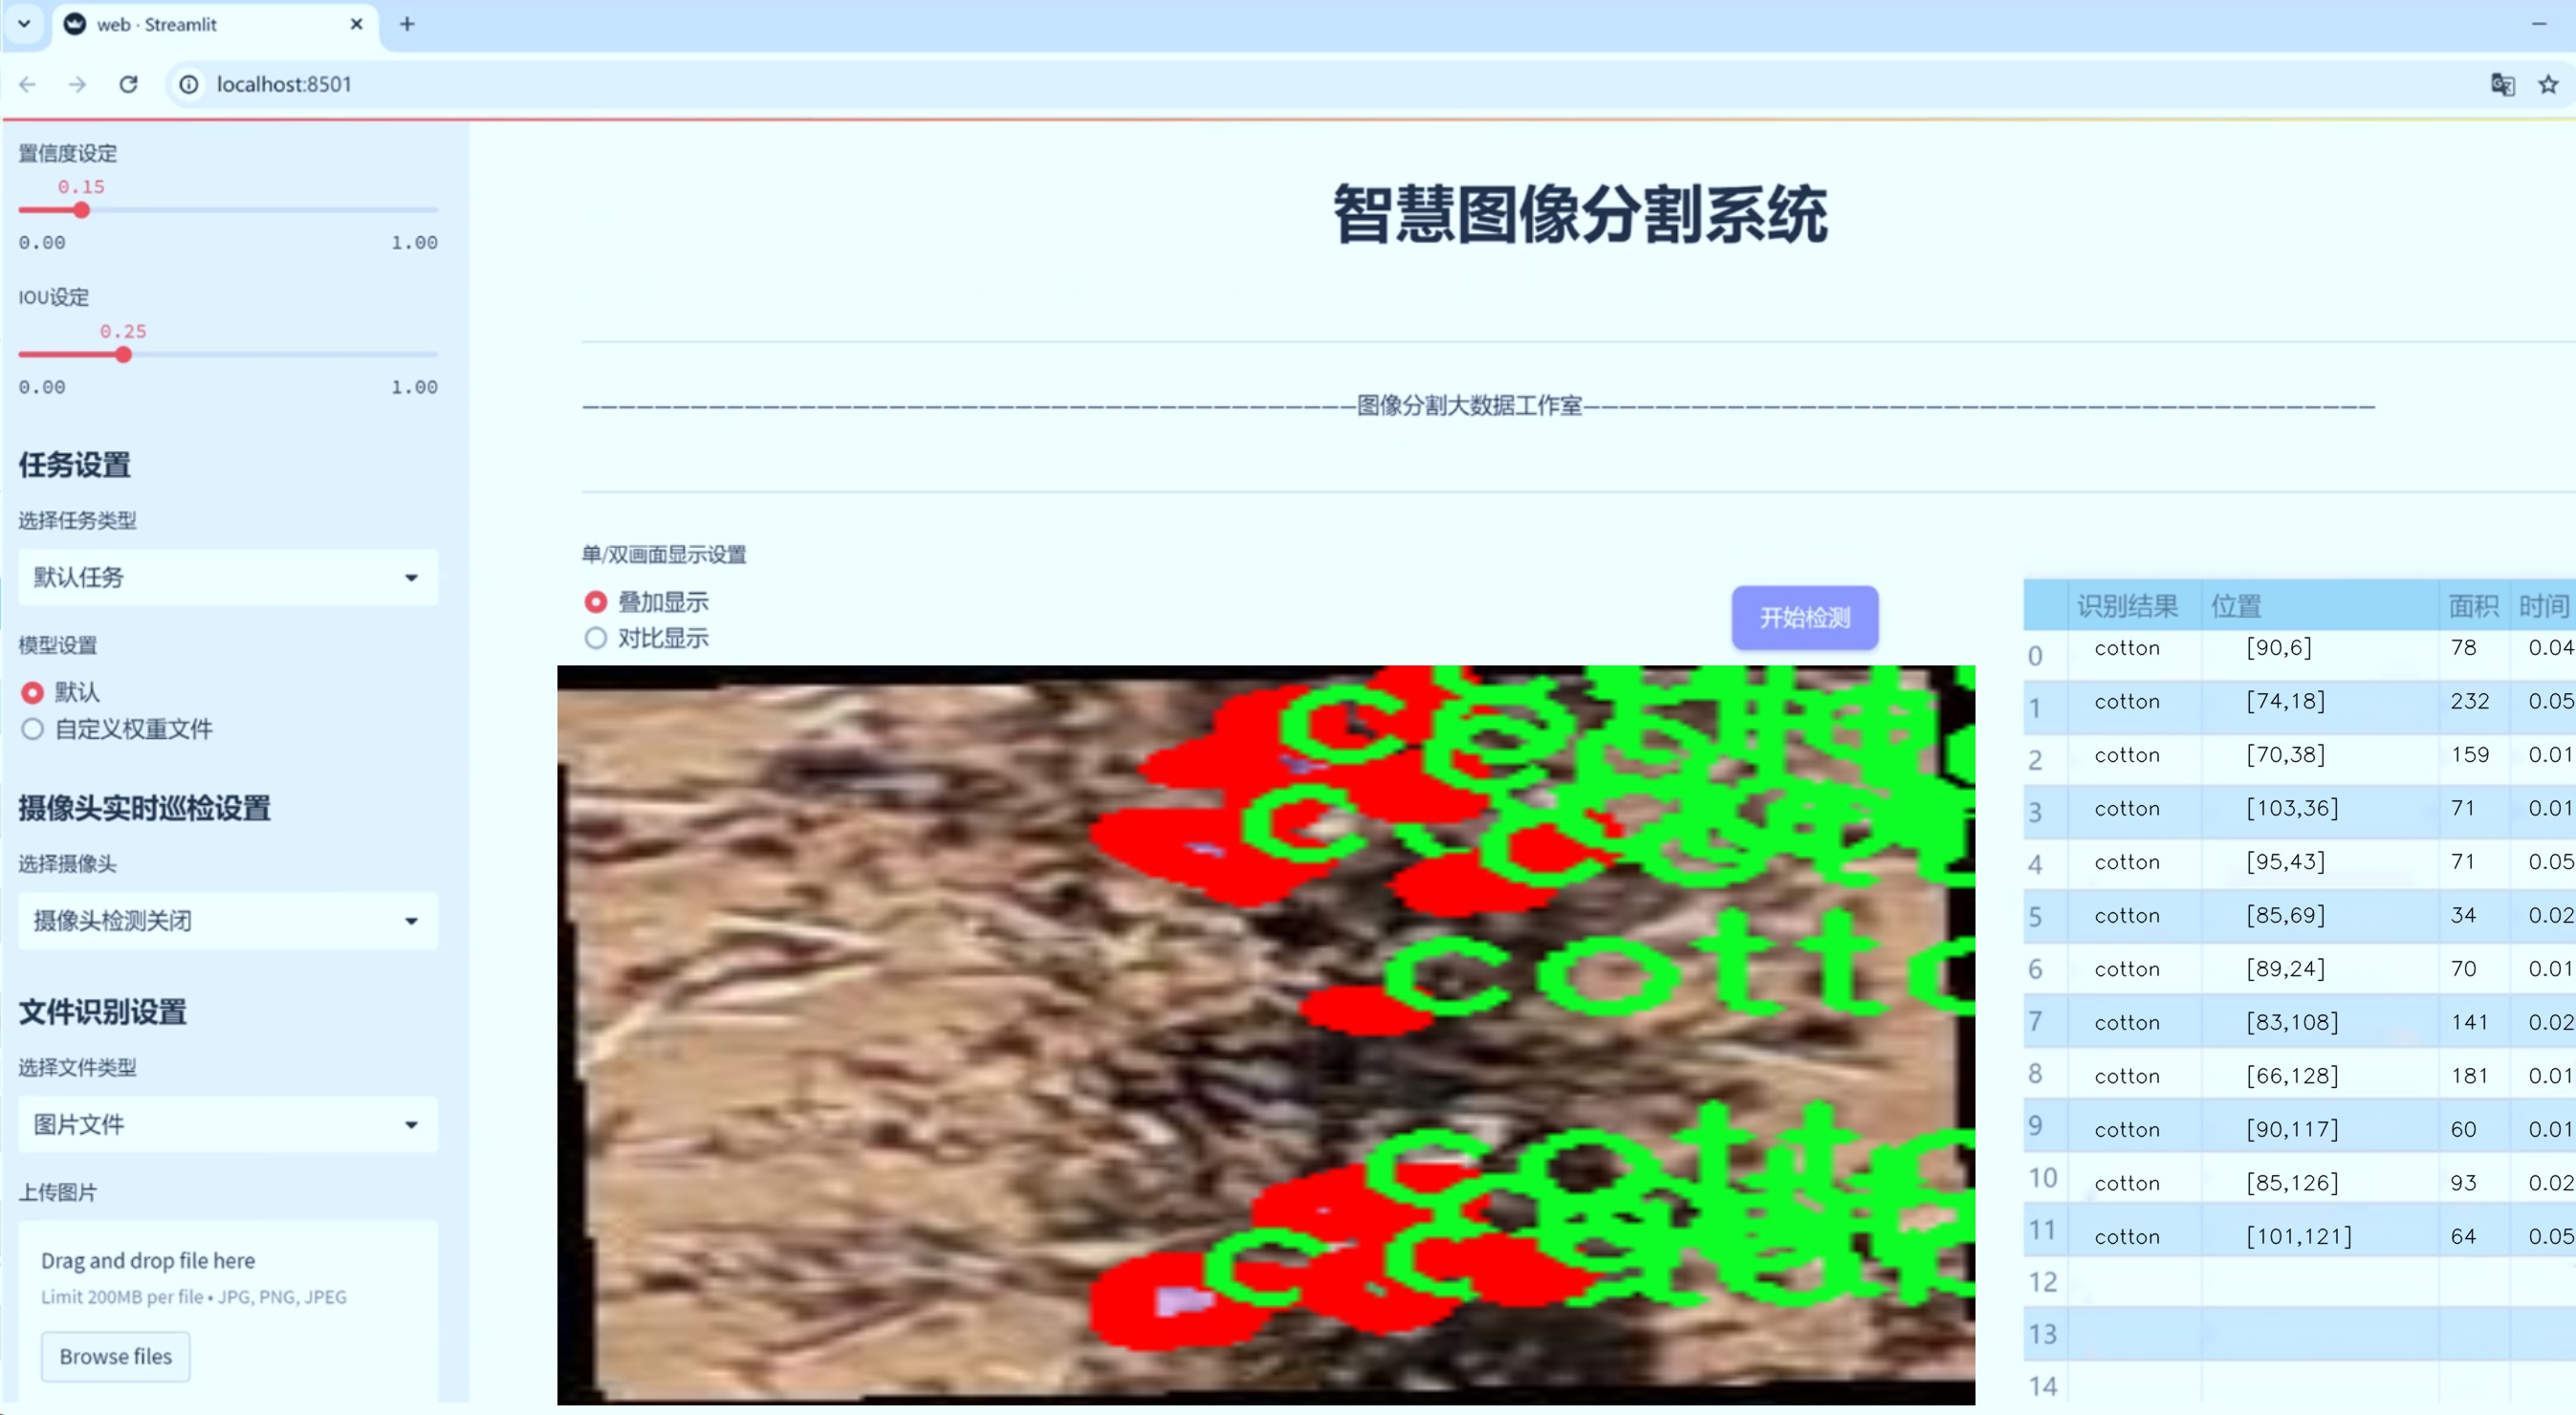 web · Streamlit
localhost:8501
置信度设定
0.15
0.00 1.00
IOU设定
0.25
0.00 1.00
任务设置
选择任务类型
默认任务
模型设置
默认
自定义权重文件
摄像头实时巡检设置
选择摄像头
摄像头检测关闭
文件识别设置
选择文件类型
图片文件
上传图片
Drag and drop file here
Limit 200MB per file • JPG, PNG, JPEG
Browse files
智慧图像分割系统
————————————————————————————————————————————图像分割大数据工作室—————————————————————————————————————————————
单/双画面显示设置
叠加显示
对比显示
开始检测
cotto
cotto
识别结果 位置 面积 时间
0 cotton [90,6] 78 0.04
1 cotton [74,18] 232 0.05
2 cotton [70,38] 159 0.01
3 cotton [103,36] 71 0.01
4 cotton [95,43] 71 0.05
5 cotton [85,69] 34 0.02
6 cotton [89,24] 70 0.01
7 cotton [83,108] 141 0.02
8 cotton [66,128] 181 0.01
9 cotton [90,117] 60 0.01
10 cotton [85,126] 93 0.02
11 cotton [101,121] 64 0.05
12
13
14